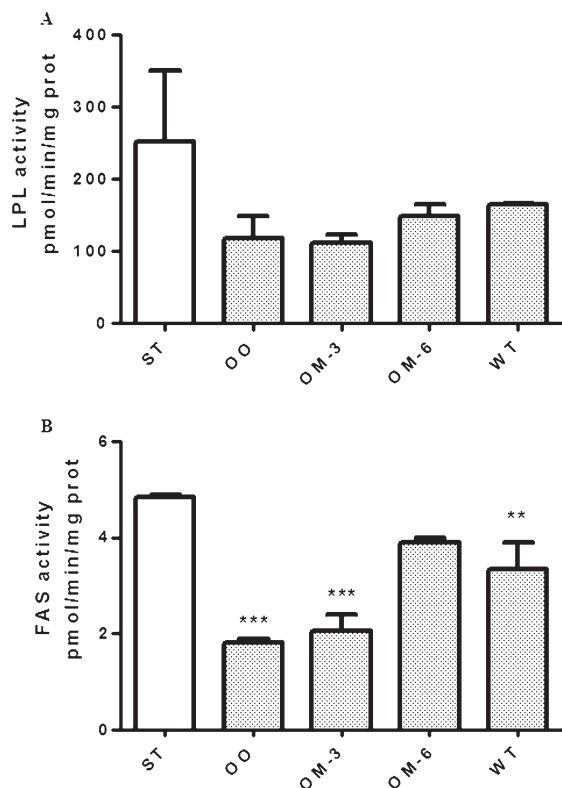 A
LPL activity
pmol/min/mg prot
400
300
200
100
0
ST
OO
OM-3
OM-6
WT
B
FAS activity
pmol/min/mg prot
6
4
2
0
***
***
**
ST
OO
OM-3
OM-6
WT